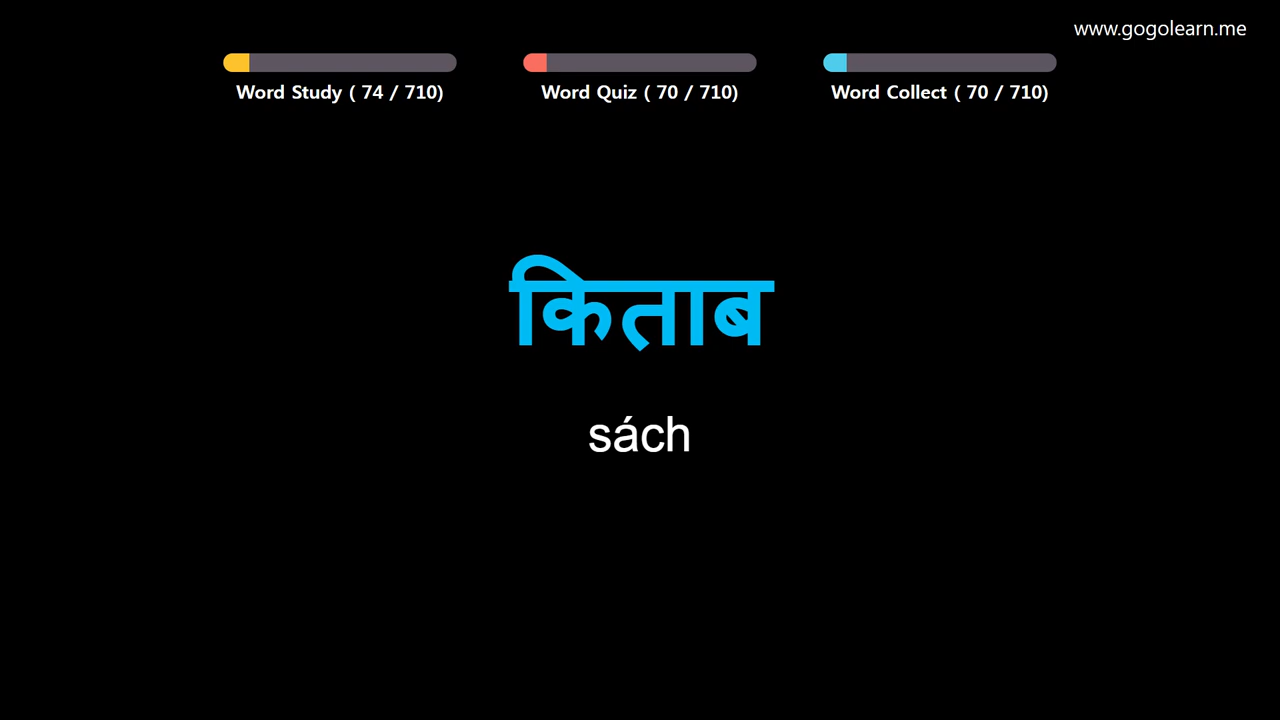 www.gogolearn.me
Word Study ( 74 / 710)
Word Quiz ( 70 / 710)
Word Collect ( 70 / 710)
किताब
sách